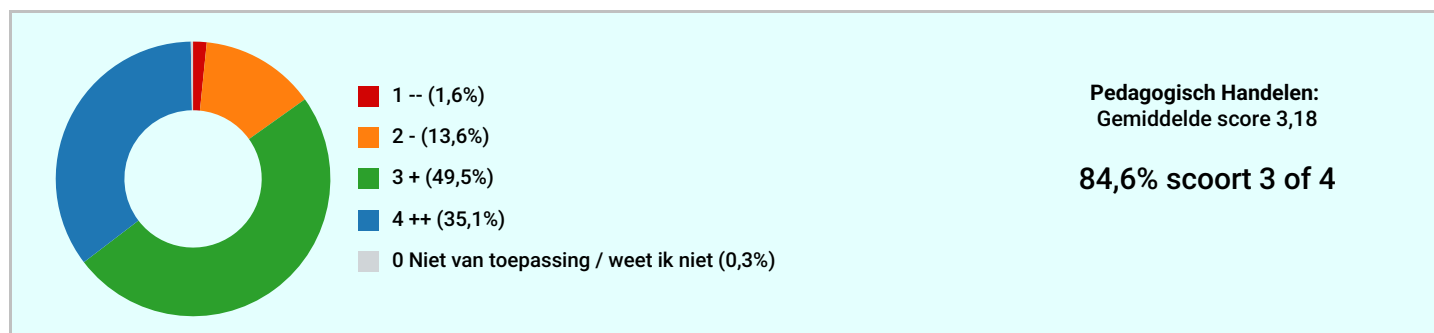 1 -- (1,6%)
2 - (13,6%)
3 + (49,5%)
4 ++ (35,1%)
0 Niet van toepassing / weet ik niet (0,3%)
Pedagogisch Handelen:
Gemiddelde score 3,18
84,6% scoort 3 of 4